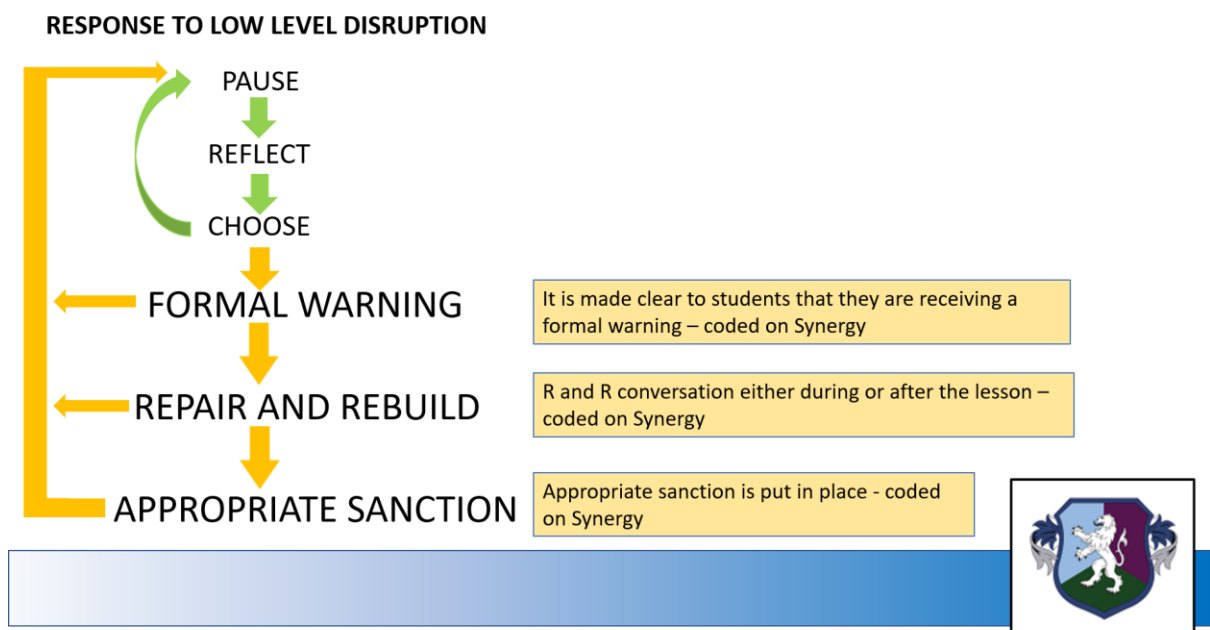 RESPONSE TO LOW LEVEL DISRUPTION
PAUSE
REFLECT
CHOOSE
FORMAL WARNING
It is made clear to students that they are receiving a
formal warning – coded on Synergy
REPAIR AND REBUILD
R and R conversation either during or after the lesson –
coded on Synergy
APPROPRIATE SANCTION
Appropriate sanction is put in place - coded
on Synergy